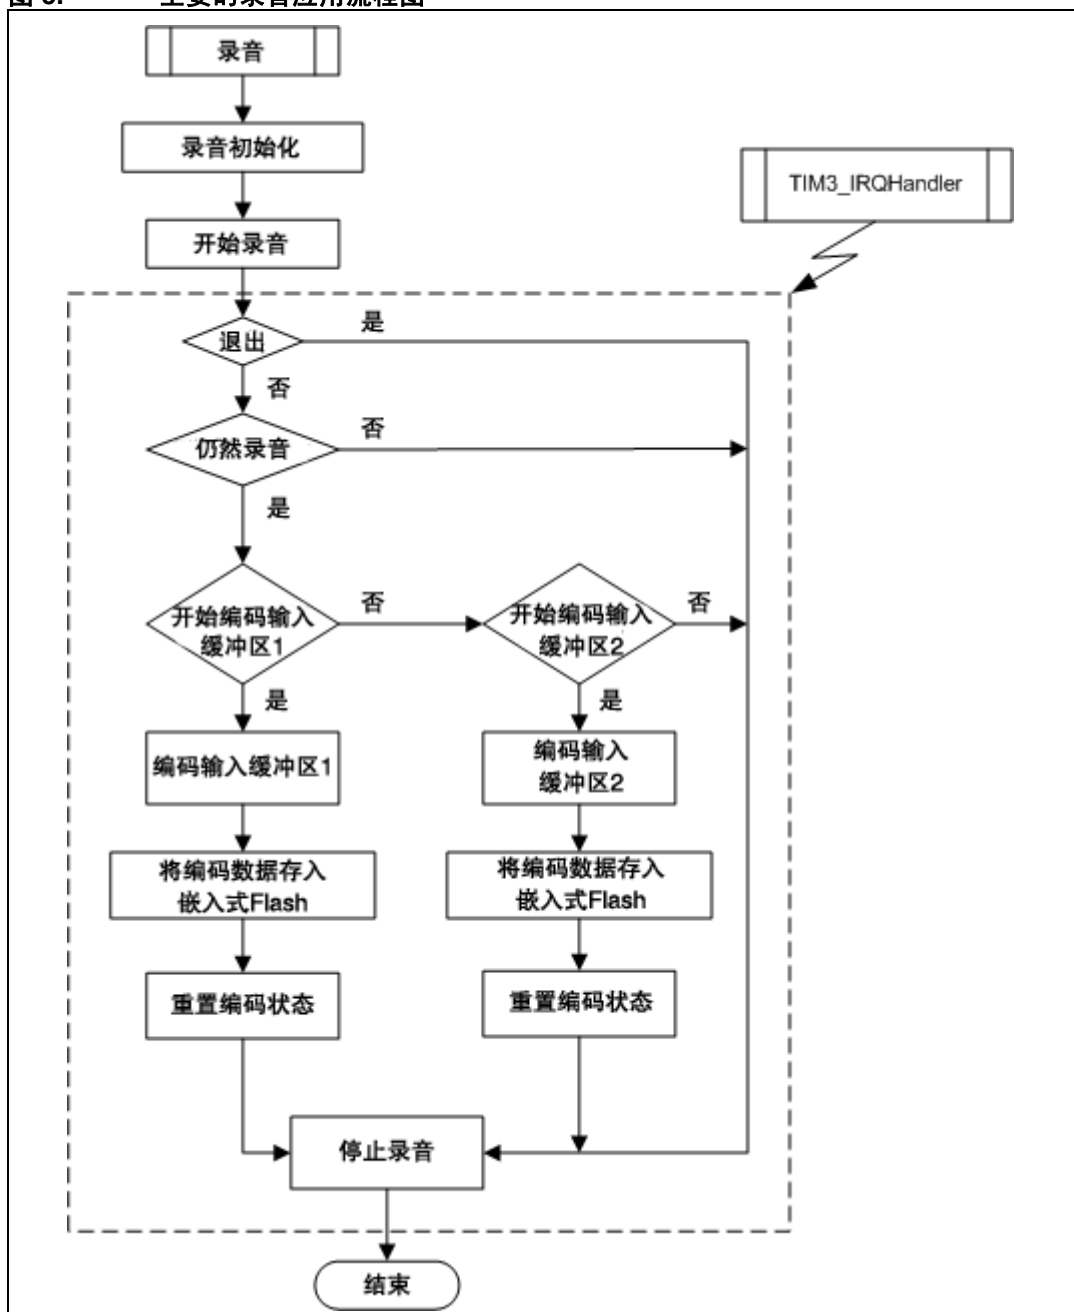 录音
录音初始化
TIM3_IRQHandler
开始录音
是
退出
否
否
仍然录音
是
否
否
开始编码输入
缓冲区1
开始编码输入
缓冲区2
是
是
编码输入缓冲区1
编码输入
缓冲区2
将编码数据存入
嵌入式Flash
将编码数据存入
嵌入式Flash
重置编码状态
重置编码状态
停止录音
结束